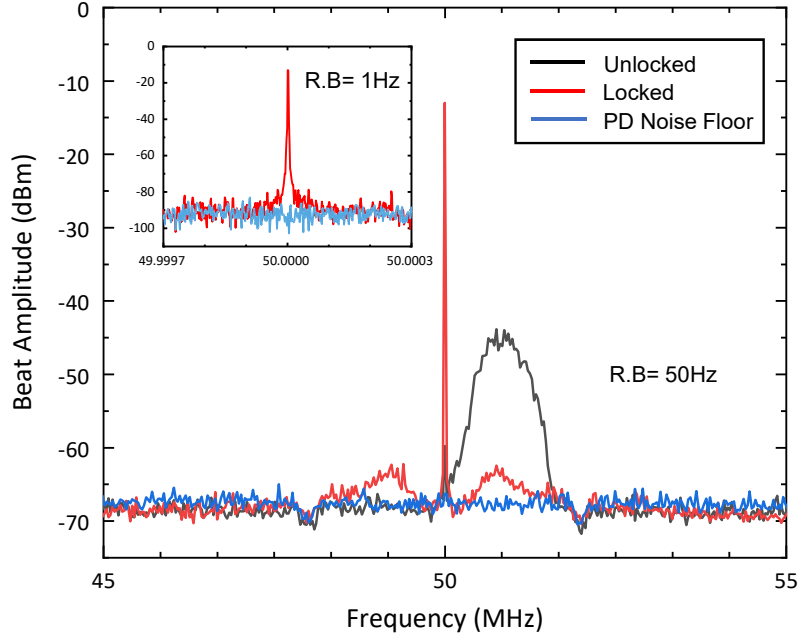 0
-10
-20
-30
-40
-50
-60
-70
Beat Amplitude (dBm)
45
50
55
Frequency (MHz)
0
-20
-40
-60
-80
-100
49.9997
50.0000
50.0003
R.B= 1Hz
Unlocked
Locked
PD Noise Floor
R.B= 50Hz